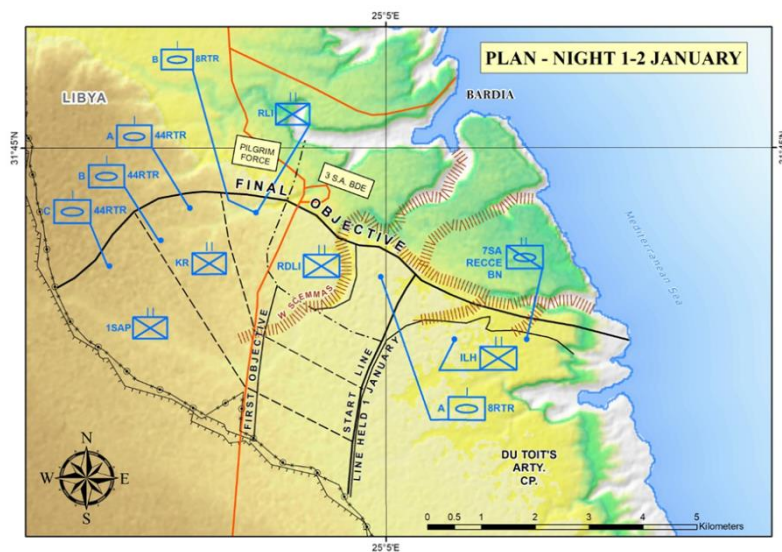 25°5'E
PLAN - NIGHT 1-2 JANUARY
B 8RTR
RLI
BARDIA
LIBYA
A 44RTR
31°45'N
31°45'N
PILGRIM
FORCE
3 S.A. BDE
B 44RTR
FINAL OBJECTIVE
C 44RTR
Mediterranean Sea
7SA
RECCE
BN
KR
RDLI
W. SCEMMAS
1SAP
FIRST OBJECTIVE
START LINE
LINE HELD 1 JANUARY
ILH
A 8RTR
DU TOIT'S
ARTY.
CP.
N
W E
S
0 0.5 1 2 3 4 5
Kilometers
25°5'E